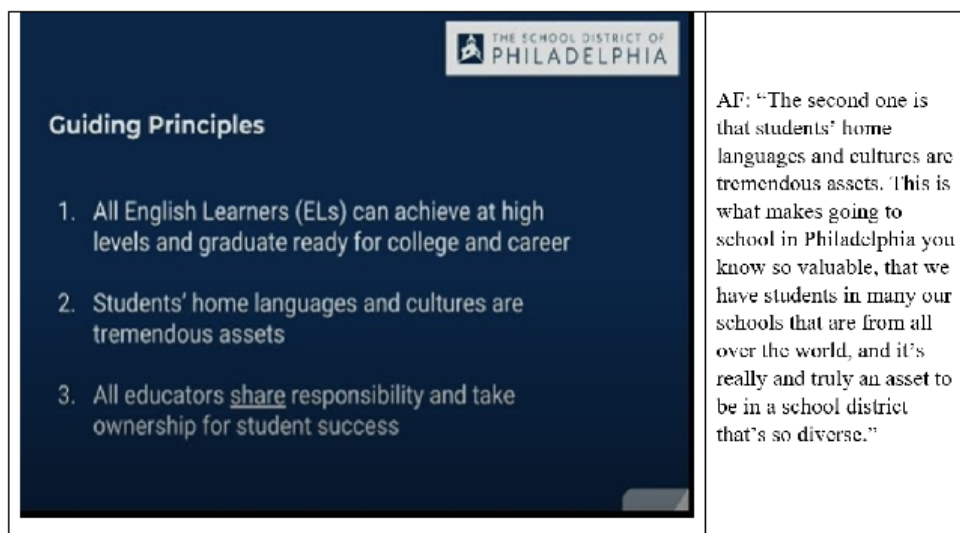 THE SCHOOL DISTRICT OF
PHILADELPHIA
Guiding Principles
1. All English Learners (ELs) can achieve at high
levels and graduate ready for college and career
2. Students' home languages and cultures are
tremendous assets
3. All educators share responsibility and take
ownership for student success
AF: “The second one is
that students’ home
languages and cultures are
tremendous assets. This is
what makes going to
school in Philadelphia you
know so valuable, that we
have students in many our
schools that are from all
over the world, and it’s
really and truly an asset to
be in a school district
that’s so diverse.”